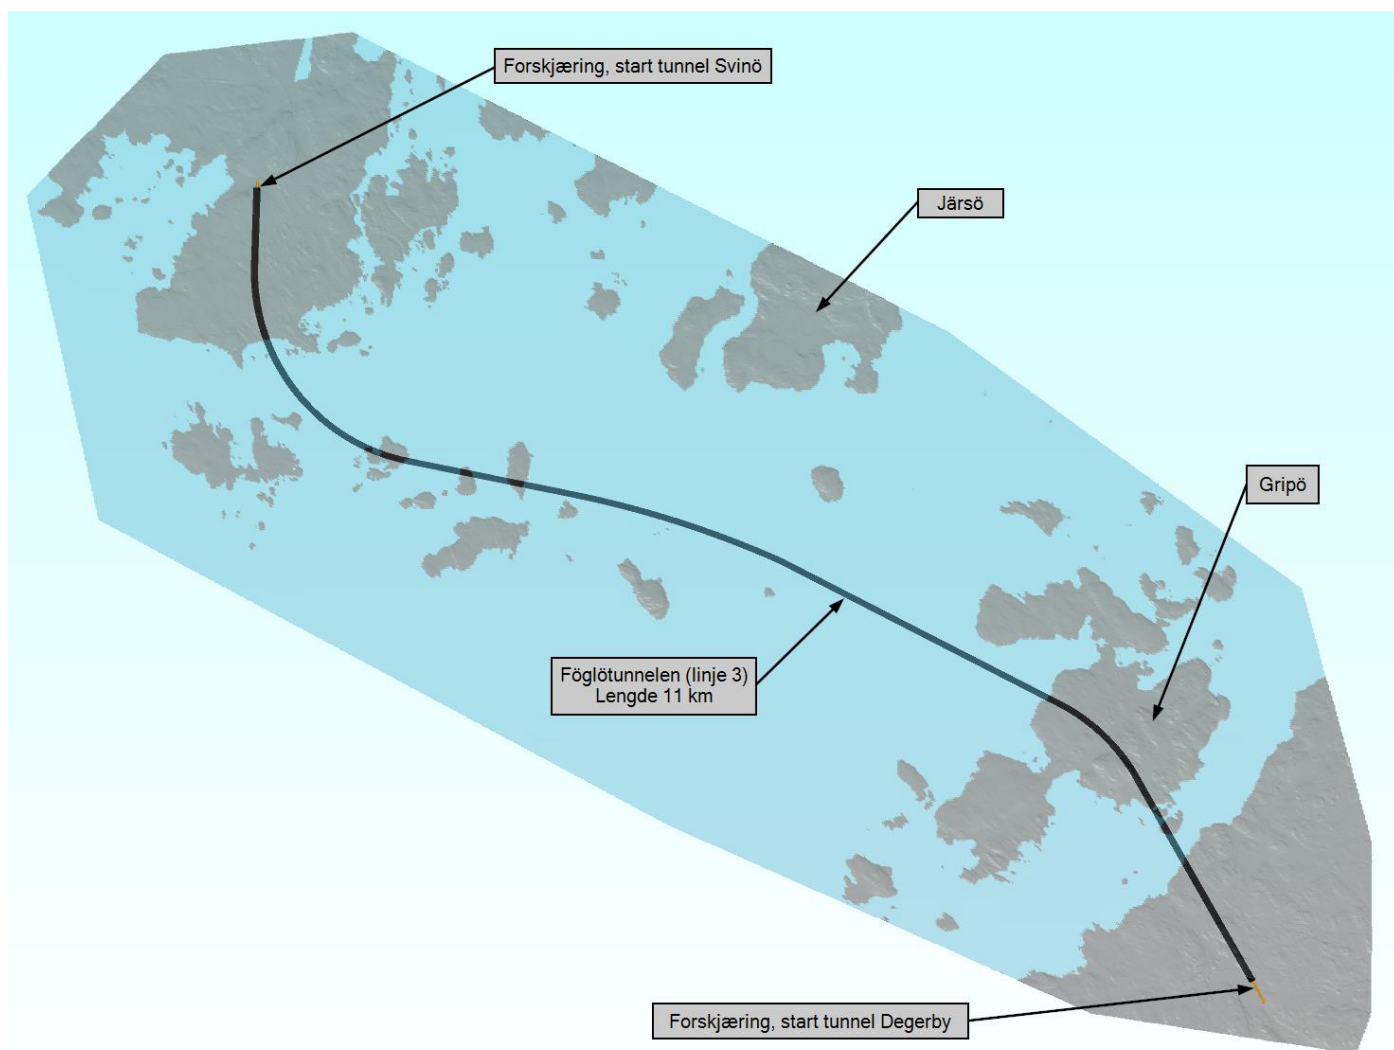 Forskjæring, start tunnel Svinö
Järsö
Gripö
Föglötunnelen (linje 3)
Lengde 11 km
Forskjæring, start tunnel Degerby